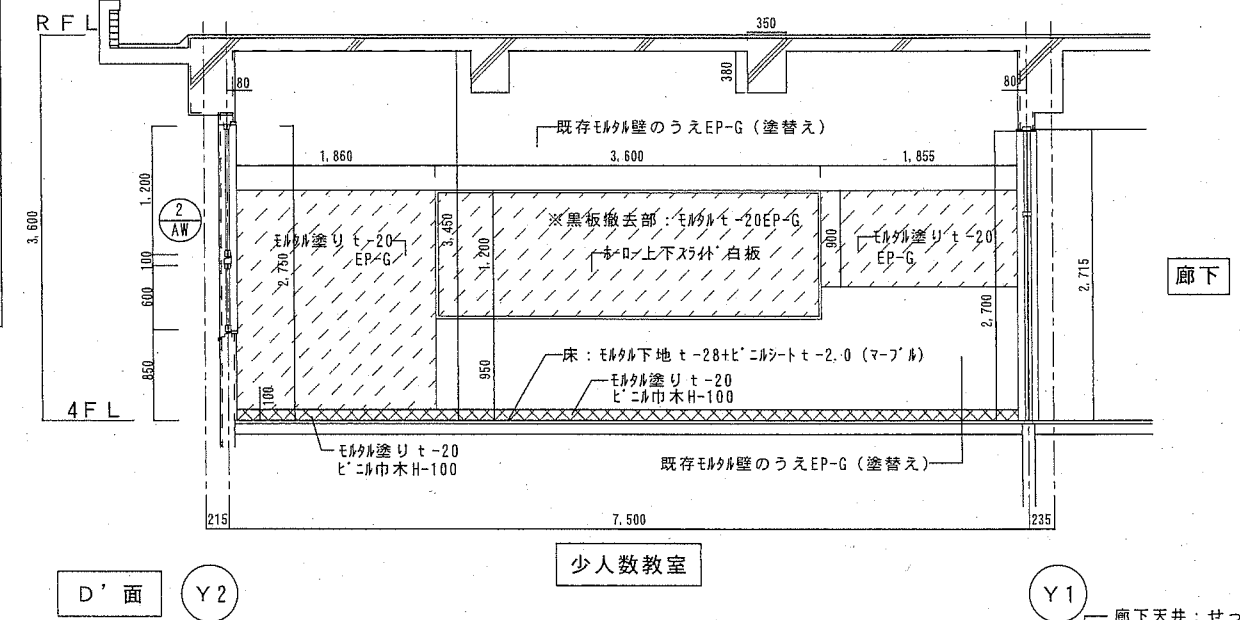 RFL
350
380
80
80
既存ﾓﾙﾀﾙ壁のうえEP-G（塗替え）
1,860
3,600
1,855
3,600
1,200
100
600
850
2
AW
ﾓﾙﾀﾙ塗り t-20
EP-G
2,750
3,450
1,200
※黒板撤去部：ﾓﾙﾀﾙ t-20EP-G
ﾎｰﾛｰ上下ｽﾗｲﾄﾞ白板
900
ﾓﾙﾀﾙ塗り t-20
EP-G
2,700
2,715
廊下
950
床：ﾓﾙﾀﾙ下地 t-28+ﾋﾞﾆﾙｼｰﾄ t-2.0（ﾏｰﾌﾞﾙ）
ﾓﾙﾀﾙ塗り t-20
ﾋﾞﾆﾙ巾木H-100
100
4FL
ﾓﾙﾀﾙ塗り t-20
ﾋﾞﾆﾙ巾木H-100
既存ﾓﾙﾀﾙ壁のうえEP-G（塗替え）
215
7,500
235
少人数教室
D'面
Y2
Y1
廊下天井：せっ